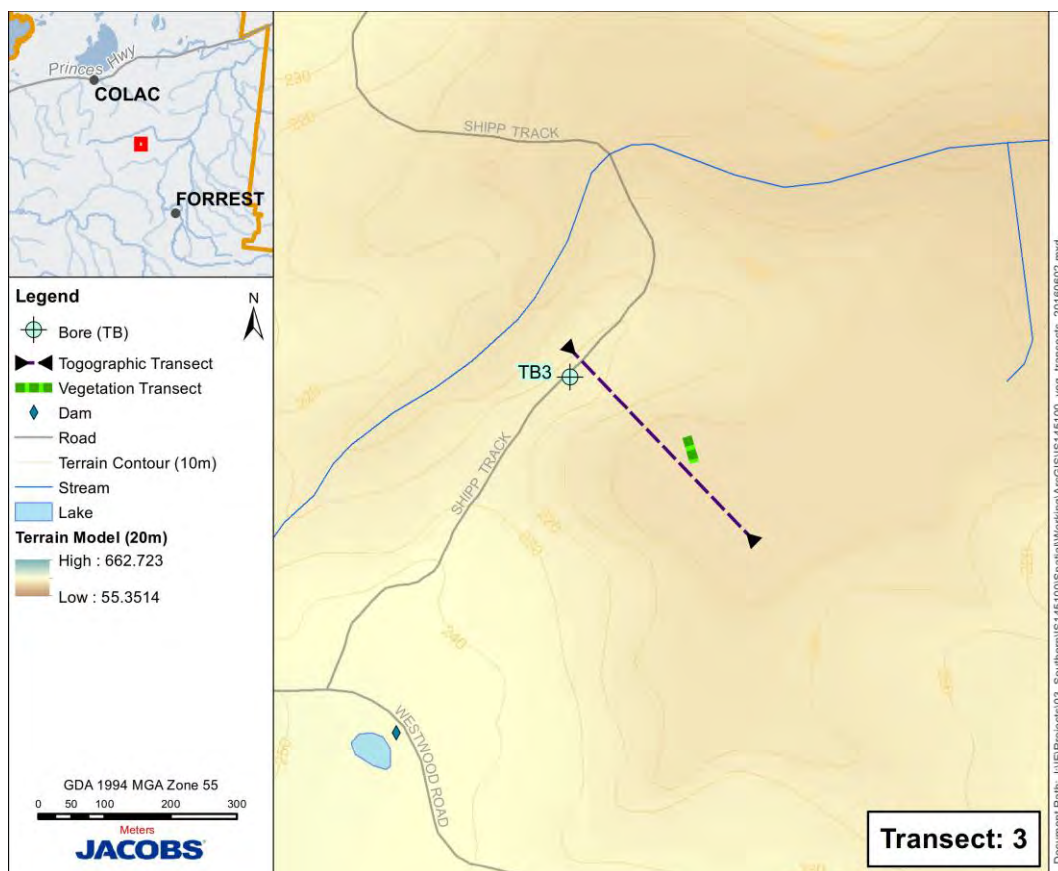 Princes Hwy
COLAC
FORREST
Legend
N
Bore (TB)
Togographic Transect
Vegetation Transect
Dam
Road
Terrain Contour (10m)
Stream
Lake
Terrain Model (20m)
High : 662.723
Low : 55.3514
GDA 1994 MGA Zone 55
0 50 100 200 300
Meters
JACOBS
SHIPP TRACK
TB3
SHIPP TRACK
220
240
WESTWOOD ROAD
250
Transect: 3